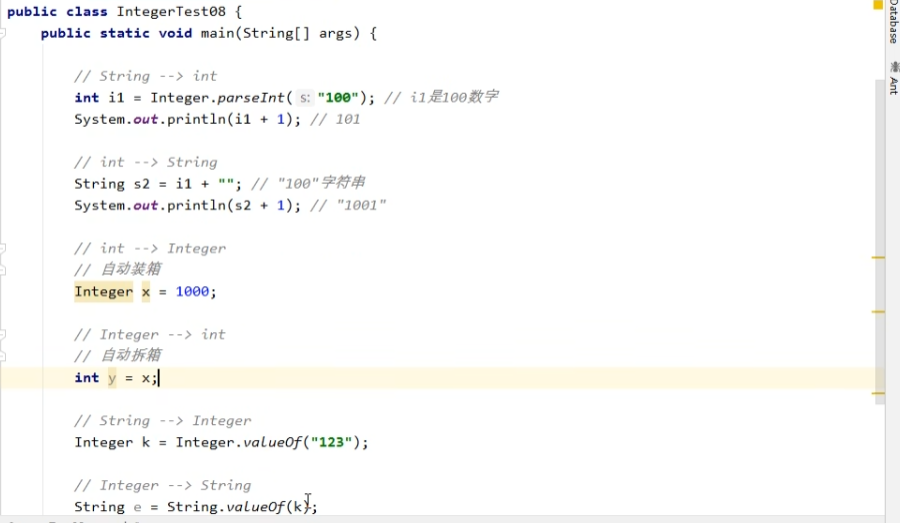 public class IntegerTest08 {
public static void main(String[] args) {
// String --> int
int i1 = Integer.parseInt( s: "100"); // i1是100数字
System.out.println(i1 + 1); // 101
// int --> String
String s2 = i1 + ""; // "100"字符串
System.out.println(s2 + 1); // "1001"
// int --> Integer
// 自动装箱
Integer x = 1000;
// Integer --> int
// 自动拆箱
int y = x;
// String --> Integer
Integer k = Integer.valueOf("123");
// Integer --> String
String e = String.valueOf(k);
Database
Ant